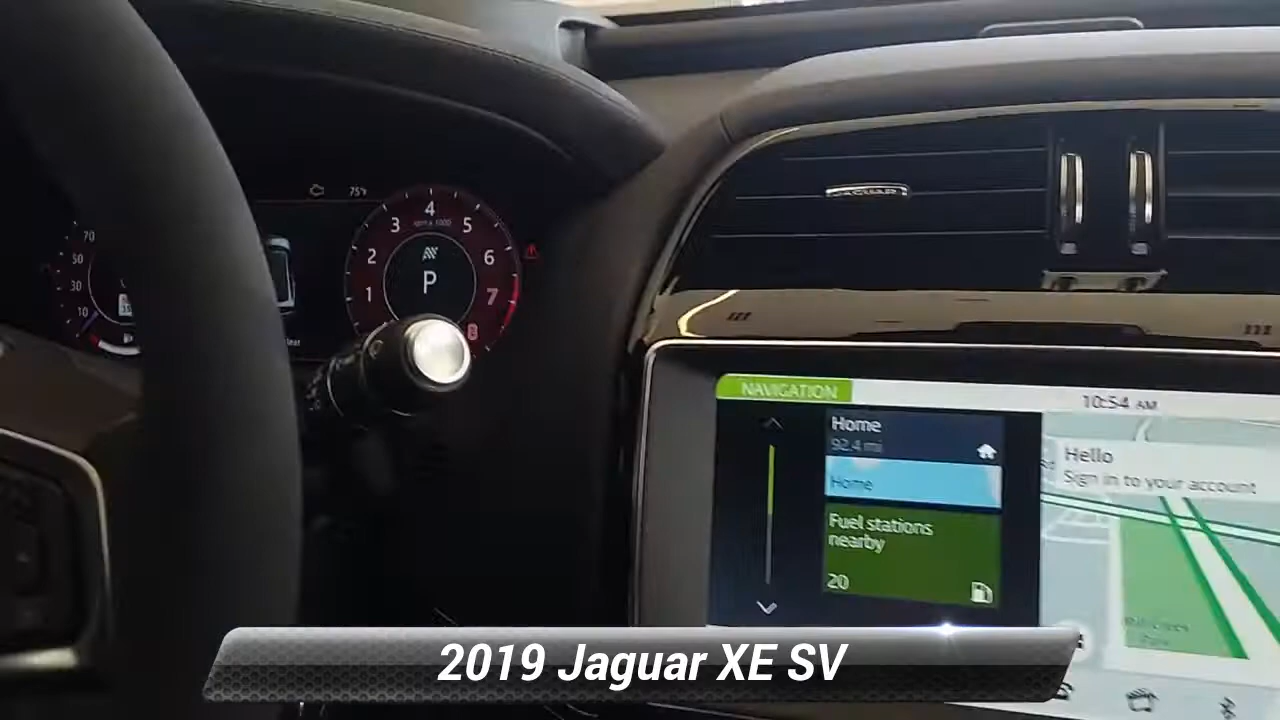 75°F
70
50
30
10
1
2
3
4
5
6
7
8
P
JAGUAR
NAVIGATION
10:54 AM
Home
92.4 mi
Home
Fuel stations
nearby
20
Hello
Sign in to your account
2019 Jaguar XE SV